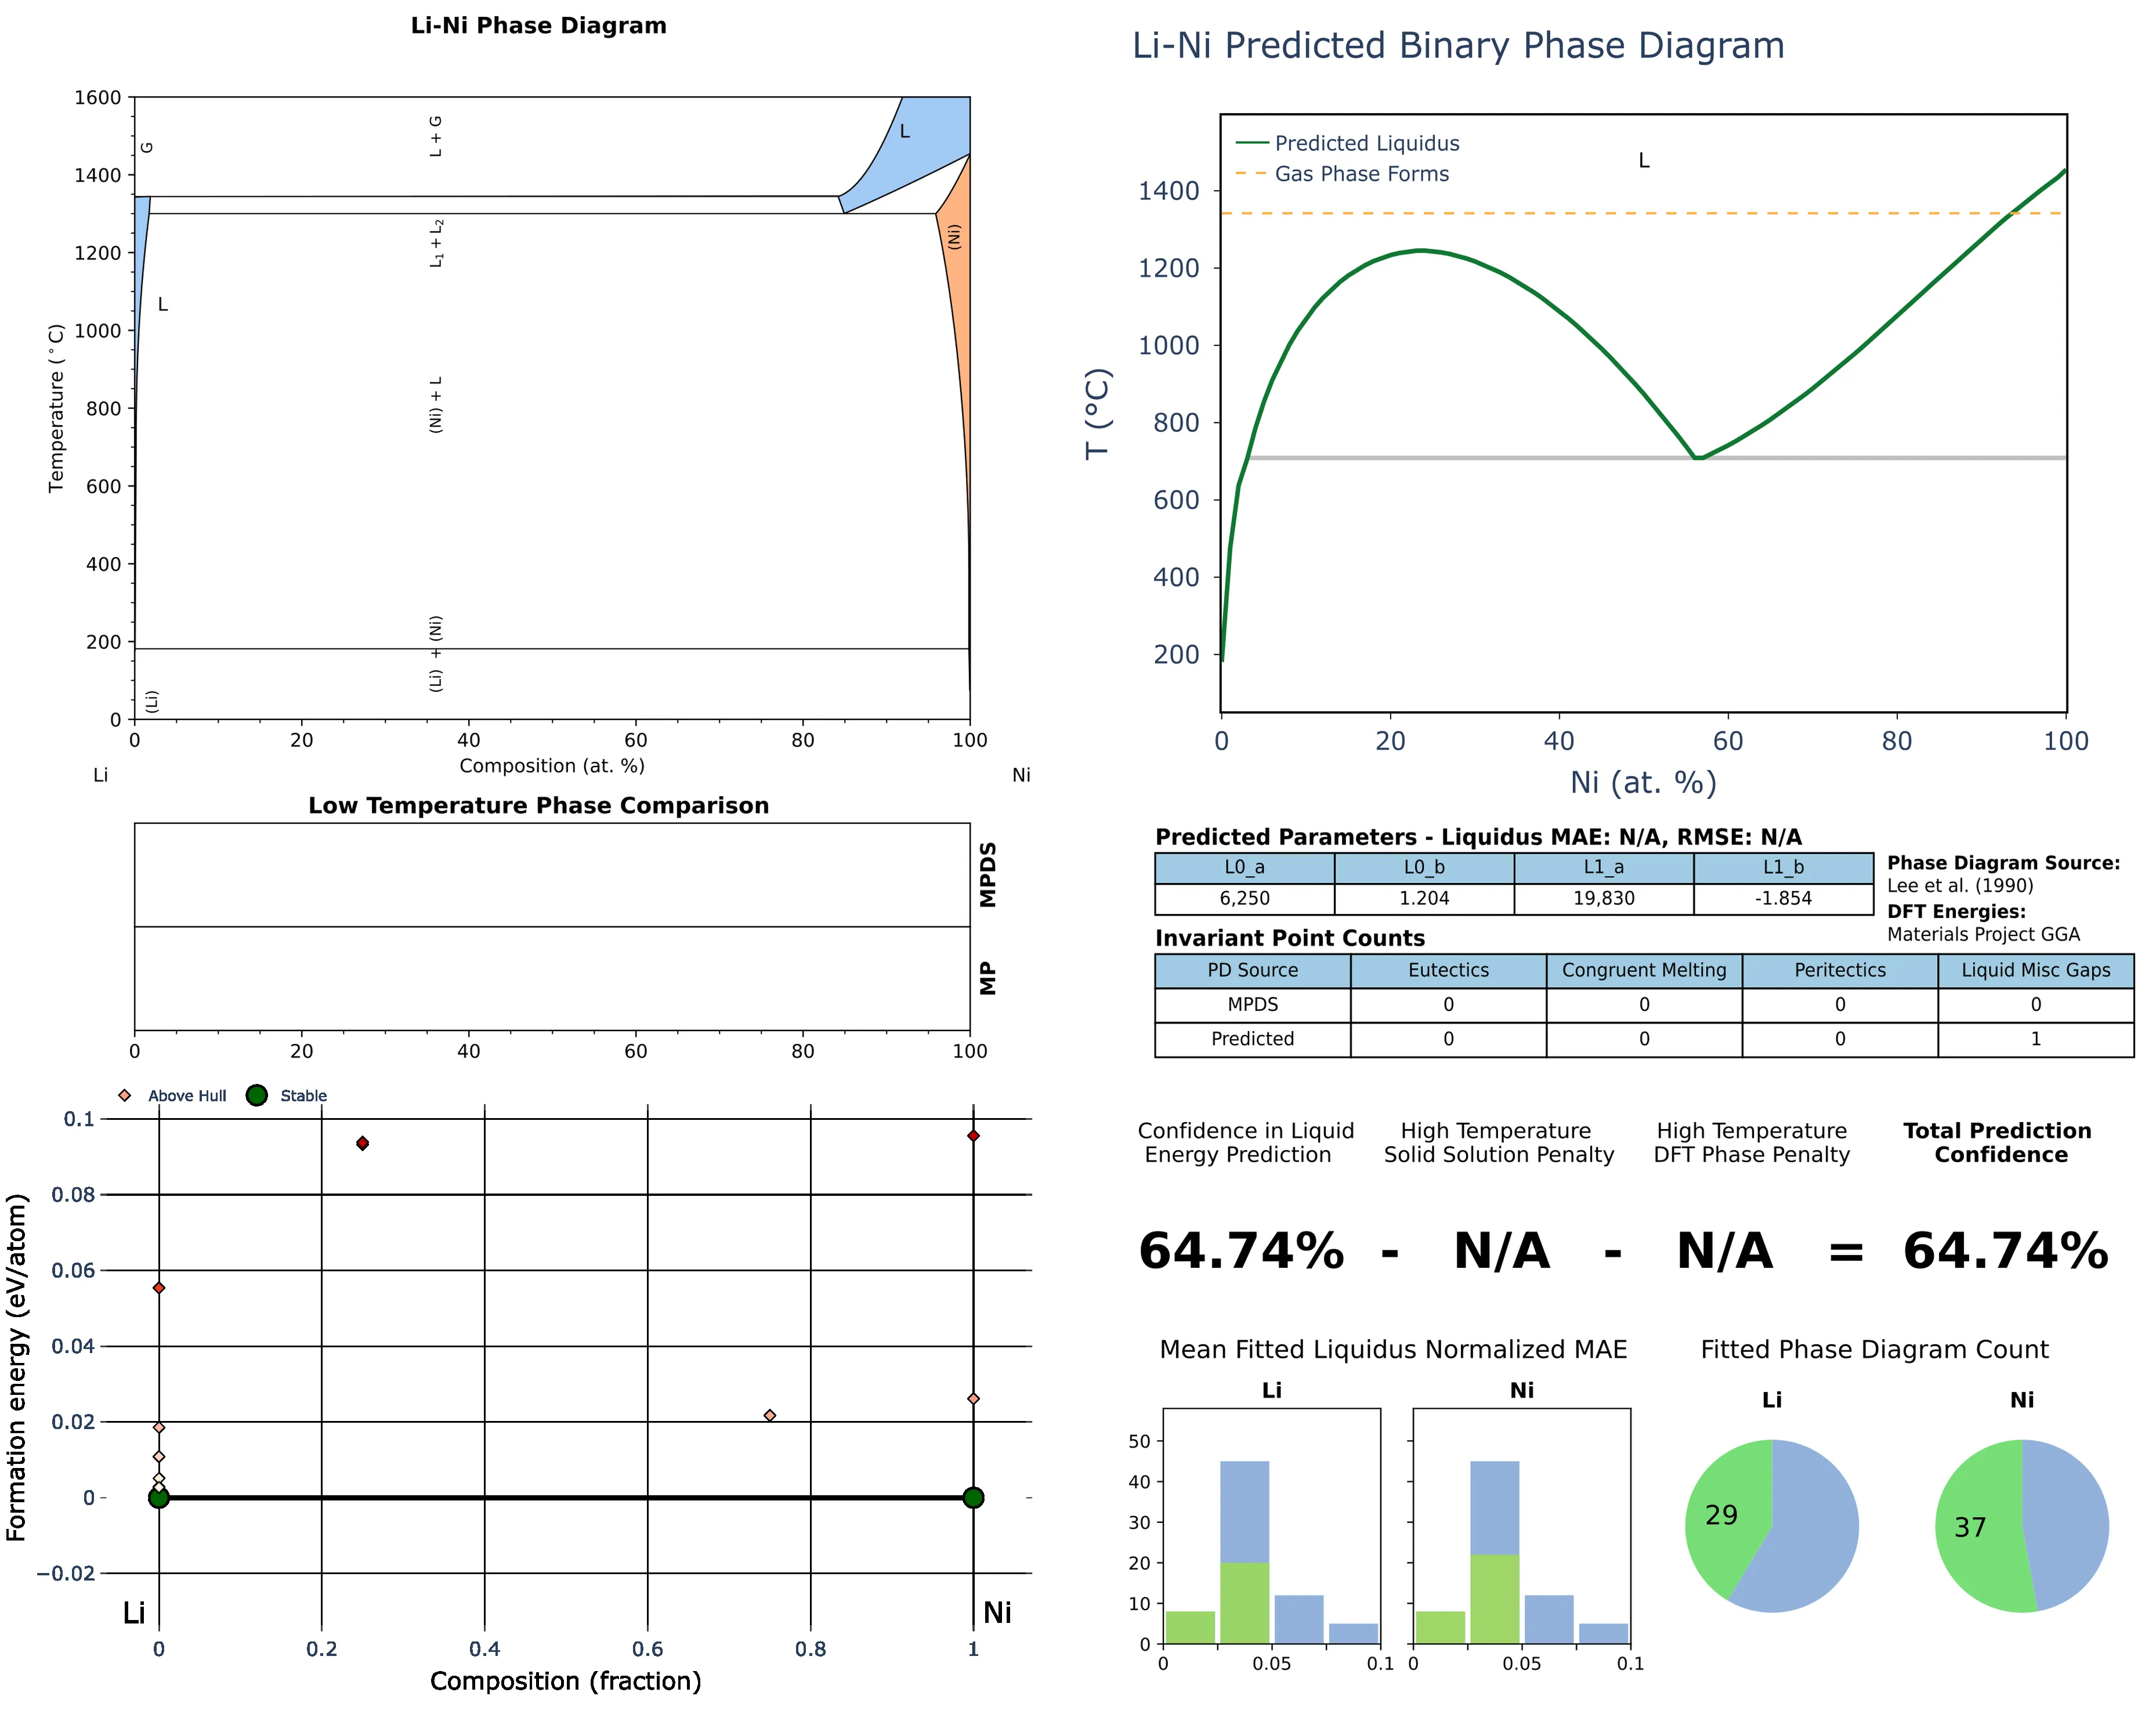 Li-Ni Phase Diagram
1600
1400
1200
1000
800
600
400
200
0
Temperature (°C)
G
L + G
L
L₁ + L₂
(Ni)
L
(Ni) + L
(Li) + (Ni)
(Li)
0 20 40 60 80 100
Composition (at. %)
Li Ni
Low Temperature Phase Comparison
MPDS
MP
0 20 40 60 80 100
Above Hull Stable
0.1
0.08
0.06
0.04
0.02
0
−0.02
Formation energy (eV/atom)
Li Ni
0 0.2 0.4 0.6 0.8 1
Composition (fraction)
Li-Ni Predicted Binary Phase Diagram
Predicted Liquidus
Gas Phase Forms
L
1400
1200
1000
800
600
400
200
T (°C)
0 20 40 60 80 100
Ni (at. %)
Predicted Parameters - Liquidus MAE: N/A, RMSE: N/A
L0_a L0_b L1_a L1_b
6,250 1.204 19,830 -1.854
Phase Diagram Source:
Lee et al. (1990)
DFT Energies:
Materials Project GGA
Invariant Point Counts
PD Source Eutectics Congruent Melting Peritectics Liquid Misc Gaps
MPDS 0 0 0 0
Predicted 0 0 0 1
Confidence in Liquid
Energy Prediction
High Temperature
Solid Solution Penalty
High Temperature
DFT Phase Penalty
Total Prediction
Confidence
64.74% - N/A - N/A = 64.74%
Mean Fitted Liquidus Normalized MAE
Li Ni
50
40
30
20
10
0
0 0.05 0.1
0 0.05 0.1
Fitted Phase Diagram Count
Li Ni
29
37